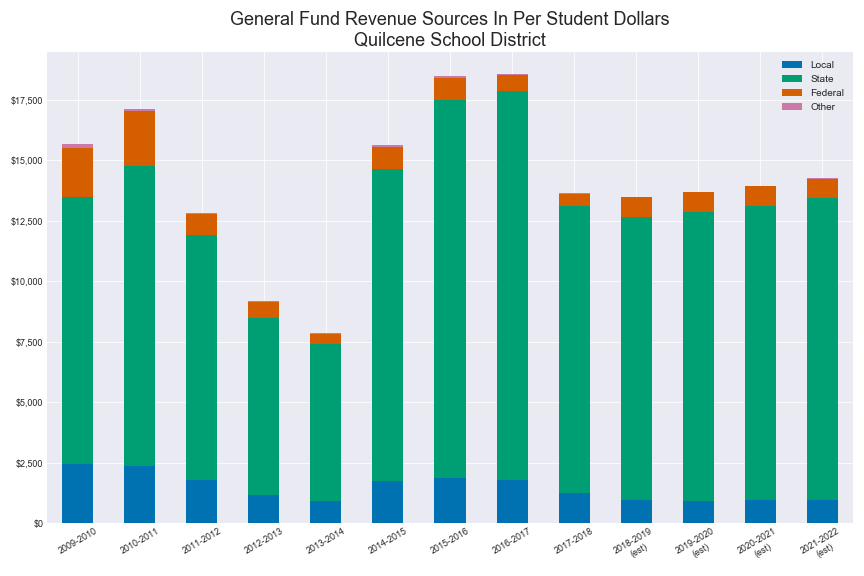 General Fund Revenue Sources In Per Student Dollars
Quilcene School District
Local
State
Federal
Other
$17,500
$15,000
$12,500
$10,000
$7,500
$5,000
$2,500
$0
2009-2010
2010-2011
2011-2012
2012-2013
2013-2014
2014-2015
2015-2016
2016-2017
2017-2018
2018-2019
(est)
2019-2020
(est)
2020-2021
(est)
2021-2022
(est)